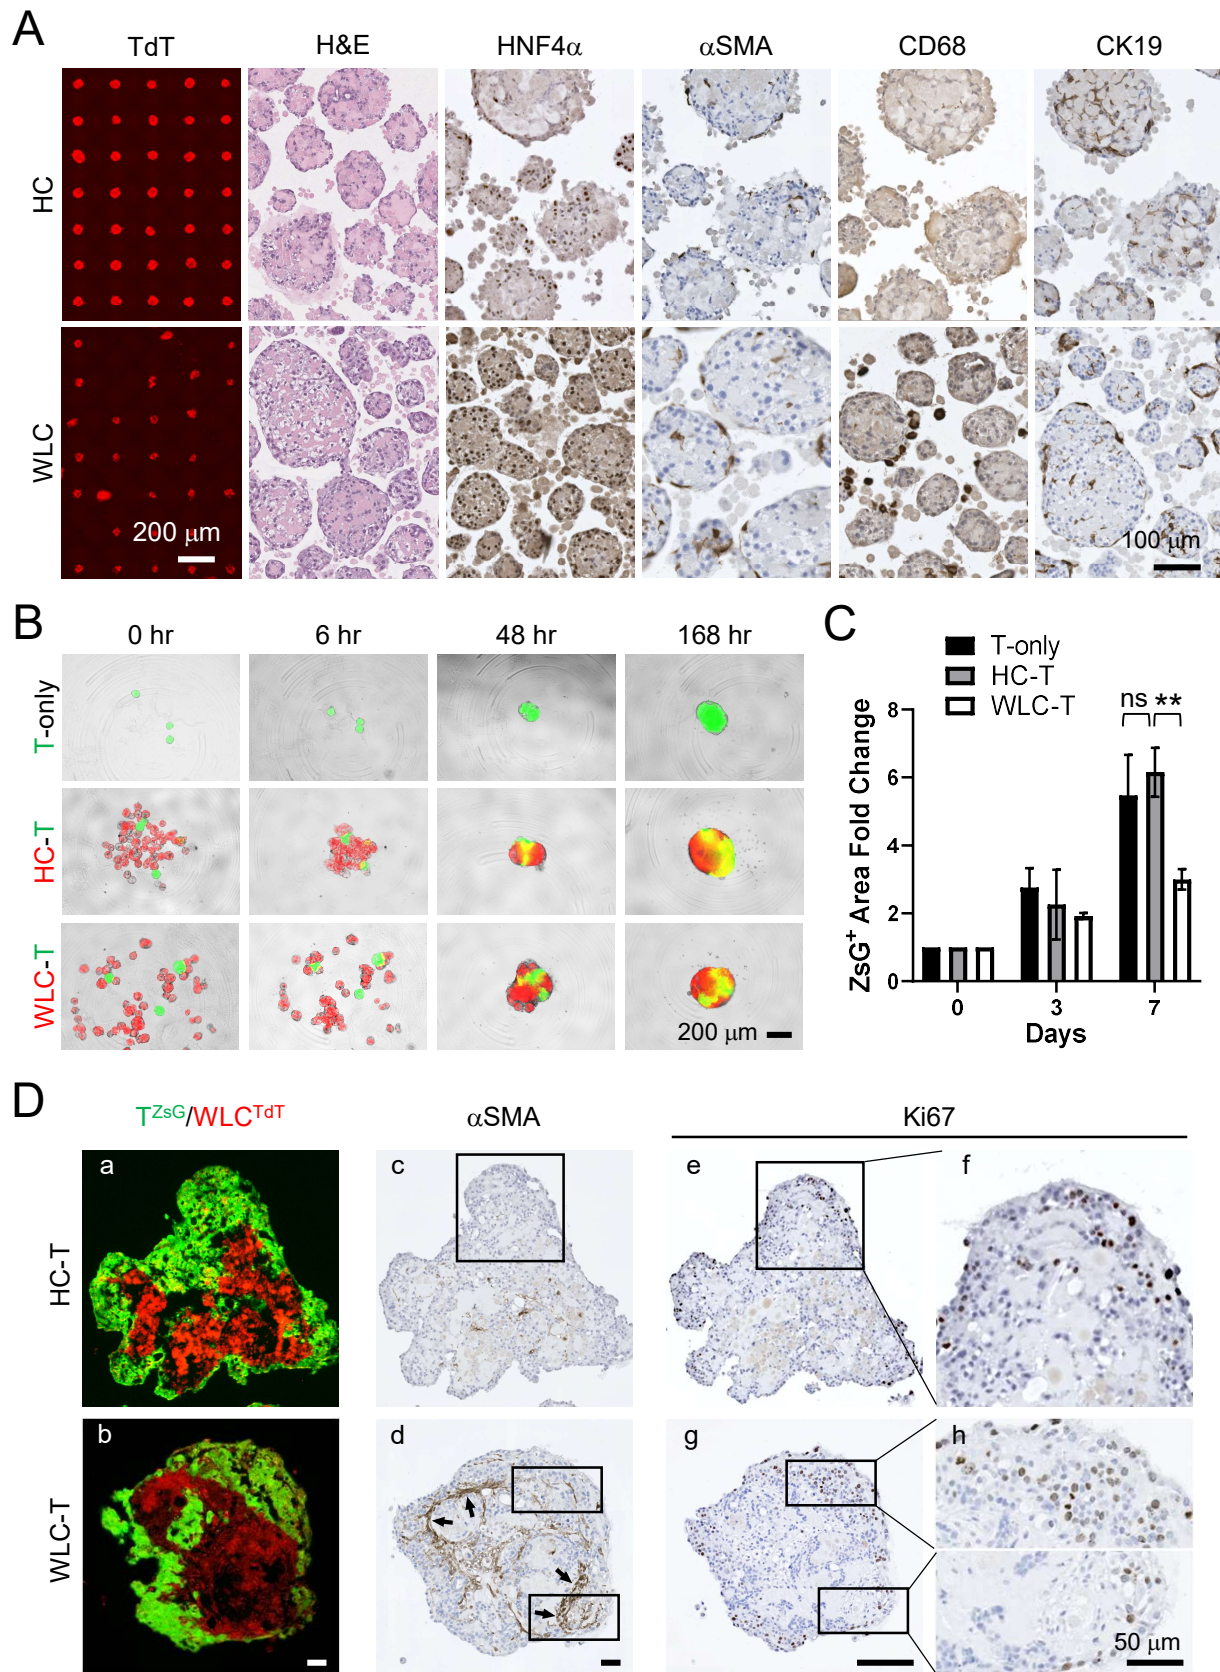 A
TdT
H&E
HNF4α
αSMA
CD68
CK19
HC
WLC
200 μm
100 μm
B
0 hr
6 hr
48 hr
168 hr
T-only
HC-T
WLC-T
200 μm
C
T-only
HC-T
WLC-T
ns
**
ZsG⁺ Area Fold Change
8
6
4
2
0
0
3
7
Days
D
Tᶻˢᴳ/WLCᵀᵈᵀ
αSMA
Ki67
HC-T
WLC-T
a
c
e
f
b
d
g
h
50 μm